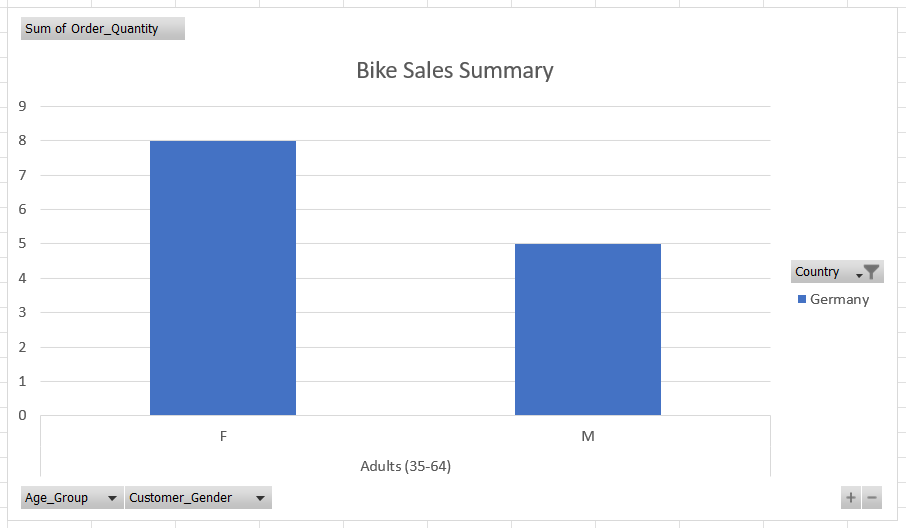 Sum of Order_Quantity
Bike Sales Summary
9
8
7
6
5
4
3
2
1
0
F M
Adults (35-64)
Country
Germany
Age_Group Customer_Gender
+ −